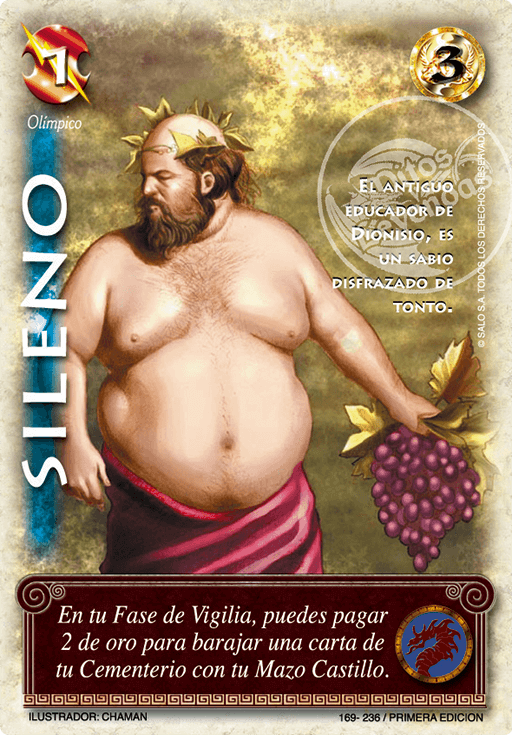 1
3
Olímpico
SILENO
EL ANTIGUO
EDUCADOR DE
DIONISIO, ES
UN SABIO
DISFRAZADO DE
TONTO.
© SALO S.A. TODOS LOS DERECHOS RESERVADOS
En tu Fase de Vigilia, puedes pagar
2 de oro para barajar una carta de
tu Cementerio con tu Mazo Castillo.
ILUSTRADOR: CHAMAN
169- 236 / PRIMERA EDICION